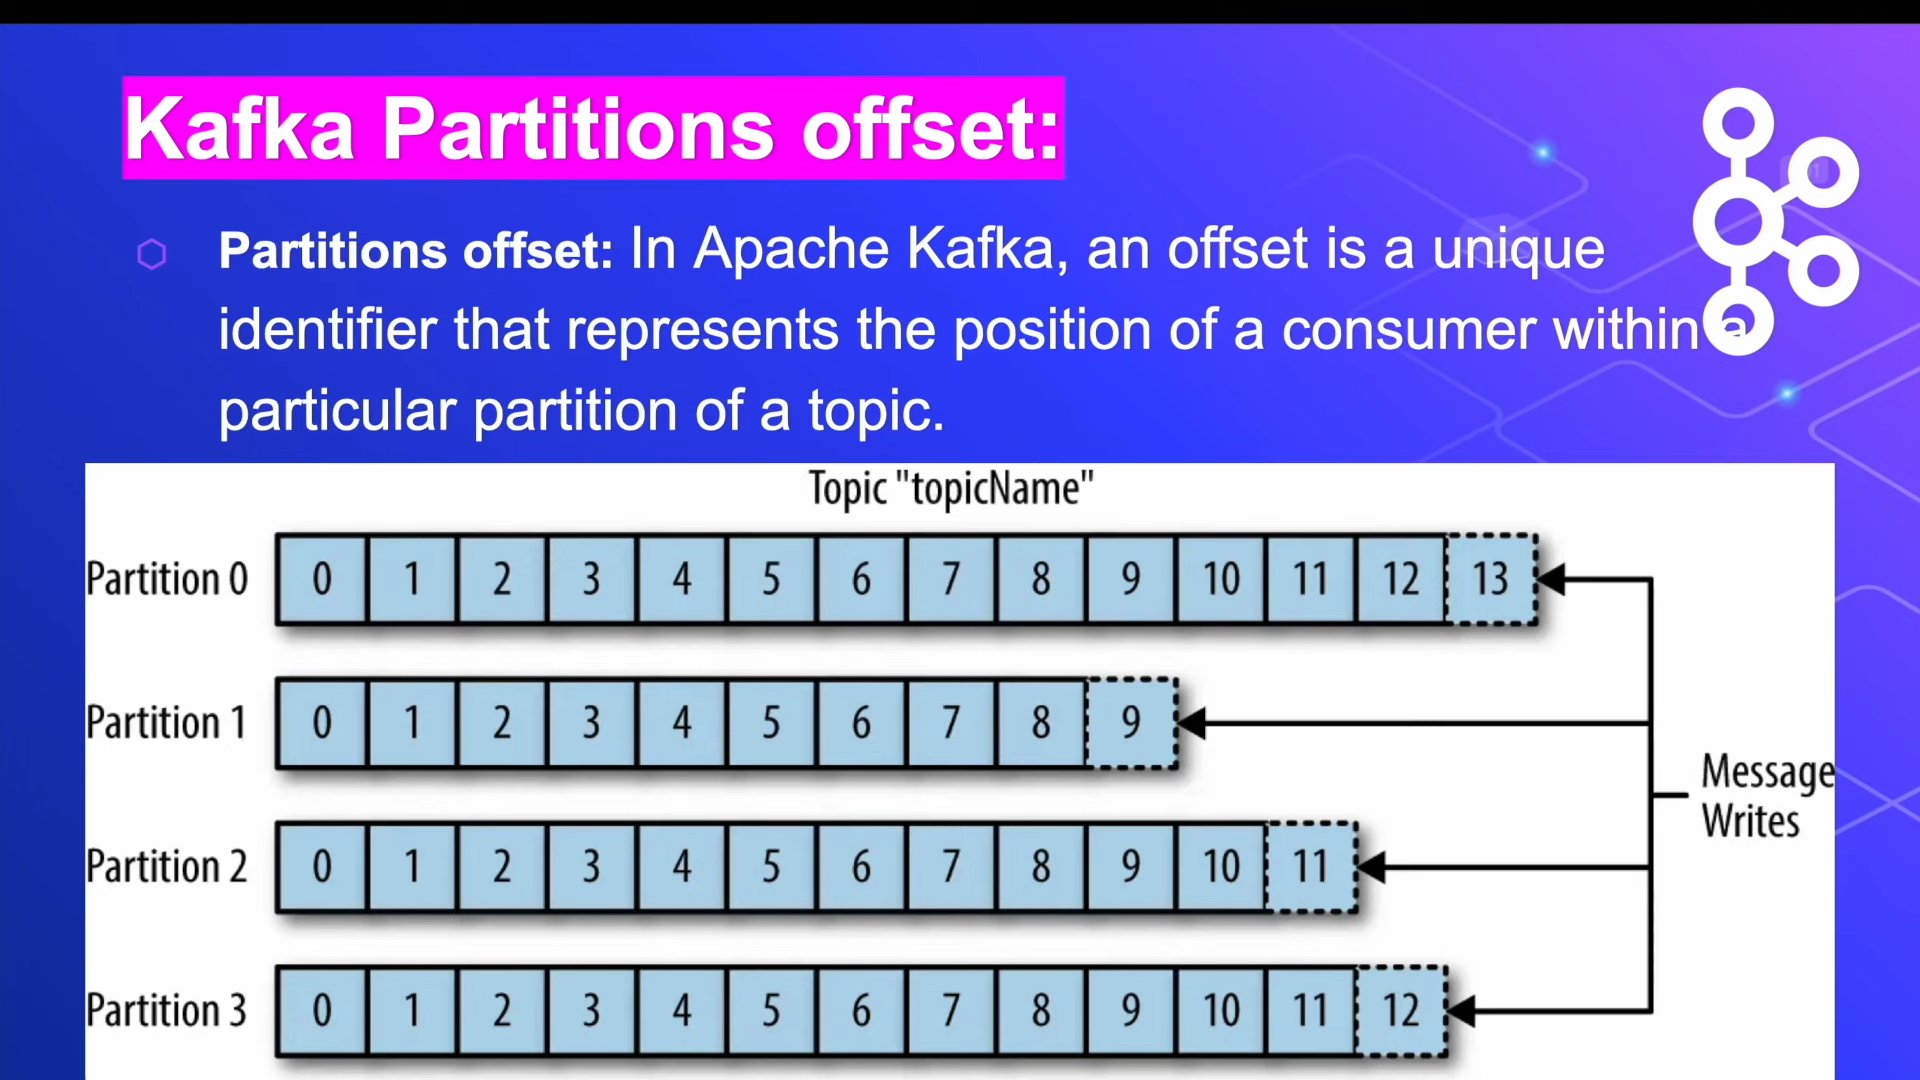 Kafka Partitions offset:
Partitions offset: In Apache Kafka, an offset is a unique
identifier that represents the position of a consumer within a
particular partition of a topic.
Topic "topicName"
Partition 0 0 1 2 3 4 5 6 7 8 9 10 11 12 13
Partition 1 0 1 2 3 4 5 6 7 8 9
Message
Writes
Partition 2 0 1 2 3 4 5 6 7 8 9 10 11
Partition 3 0 1 2 3 4 5 6 7 8 9 10 11 12